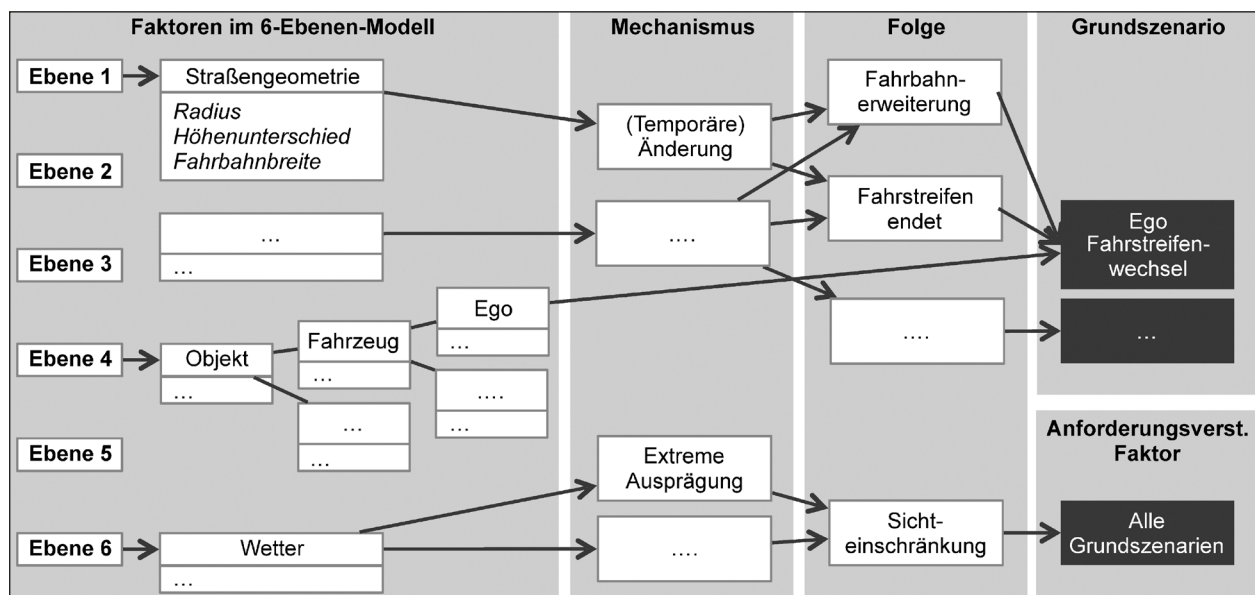 Faktoren im 6-Ebenen-Modell
Ebene 1
Straßengeometrie
Radius
Höhenunterschied
Fahrbahnbreite
Ebene 2
...
...
Ebene 3
Ebene 4
Objekt
...
Fahrzeug
...
Ego
...
....
...
...
...
Ebene 5
Ebene 6
Wetter
...
Mechanismus
(Temporäre)
Änderung
....
Extreme
Ausprägung
....
Folge
Fahrbahn-
erweiterung
Fahrstreifen
endet
....
Sicht-
einschränkung
Grundszenario
Ego
Fahrstreifen-
wechsel
...
Anforderungsverst.
Faktor
Alle
Grundszenarien